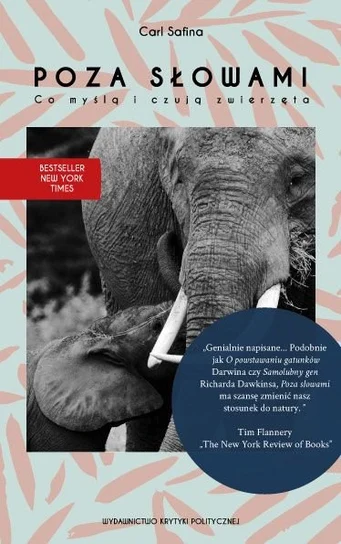 Carl Safina
POZA SŁOWAMI
Co myślą i czują zwierzęta
BESTSELLER
NEW YORK
TIMES
„Genialnie napisane... Podobnie
jak O powstawaniu gatunków
Darwina czy Samolubny gen
Richarda Dawkinsa, Poza słowami
ma szansę zmienić nasz
stosunek do natury. ”
Tim Flannery
„The New York Review of Books”
WYDAWNICTWO KRYTYKI POLITYCZNEJ